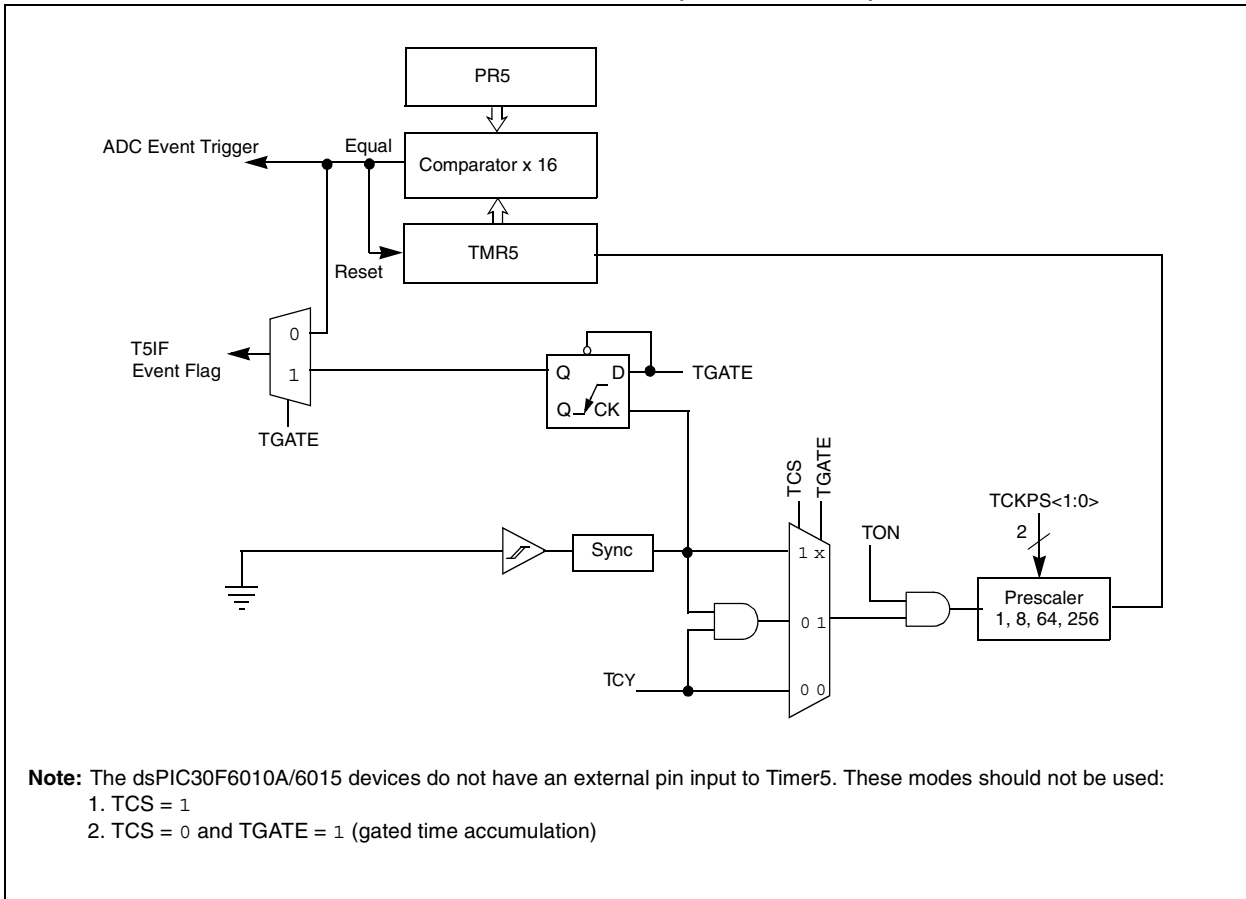 PR5
ADC Event Trigger
Equal
Comparator x 16
TMR5
Reset
0
1
T5IF
Event Flag
TGATE
Q
D
Q
CK
TGATE
TCS
TGATE
TCKPS<1:0>
2
TON
Sync
1 x
Prescaler
1, 8, 64, 256
0 1
TCY
0 0
Note: The dsPIC30F6010A/6015 devices do not have an external pin input to Timer5. These modes should not be used:
1. TCS = 1
2. TCS = 0 and TGATE = 1 (gated time accumulation)